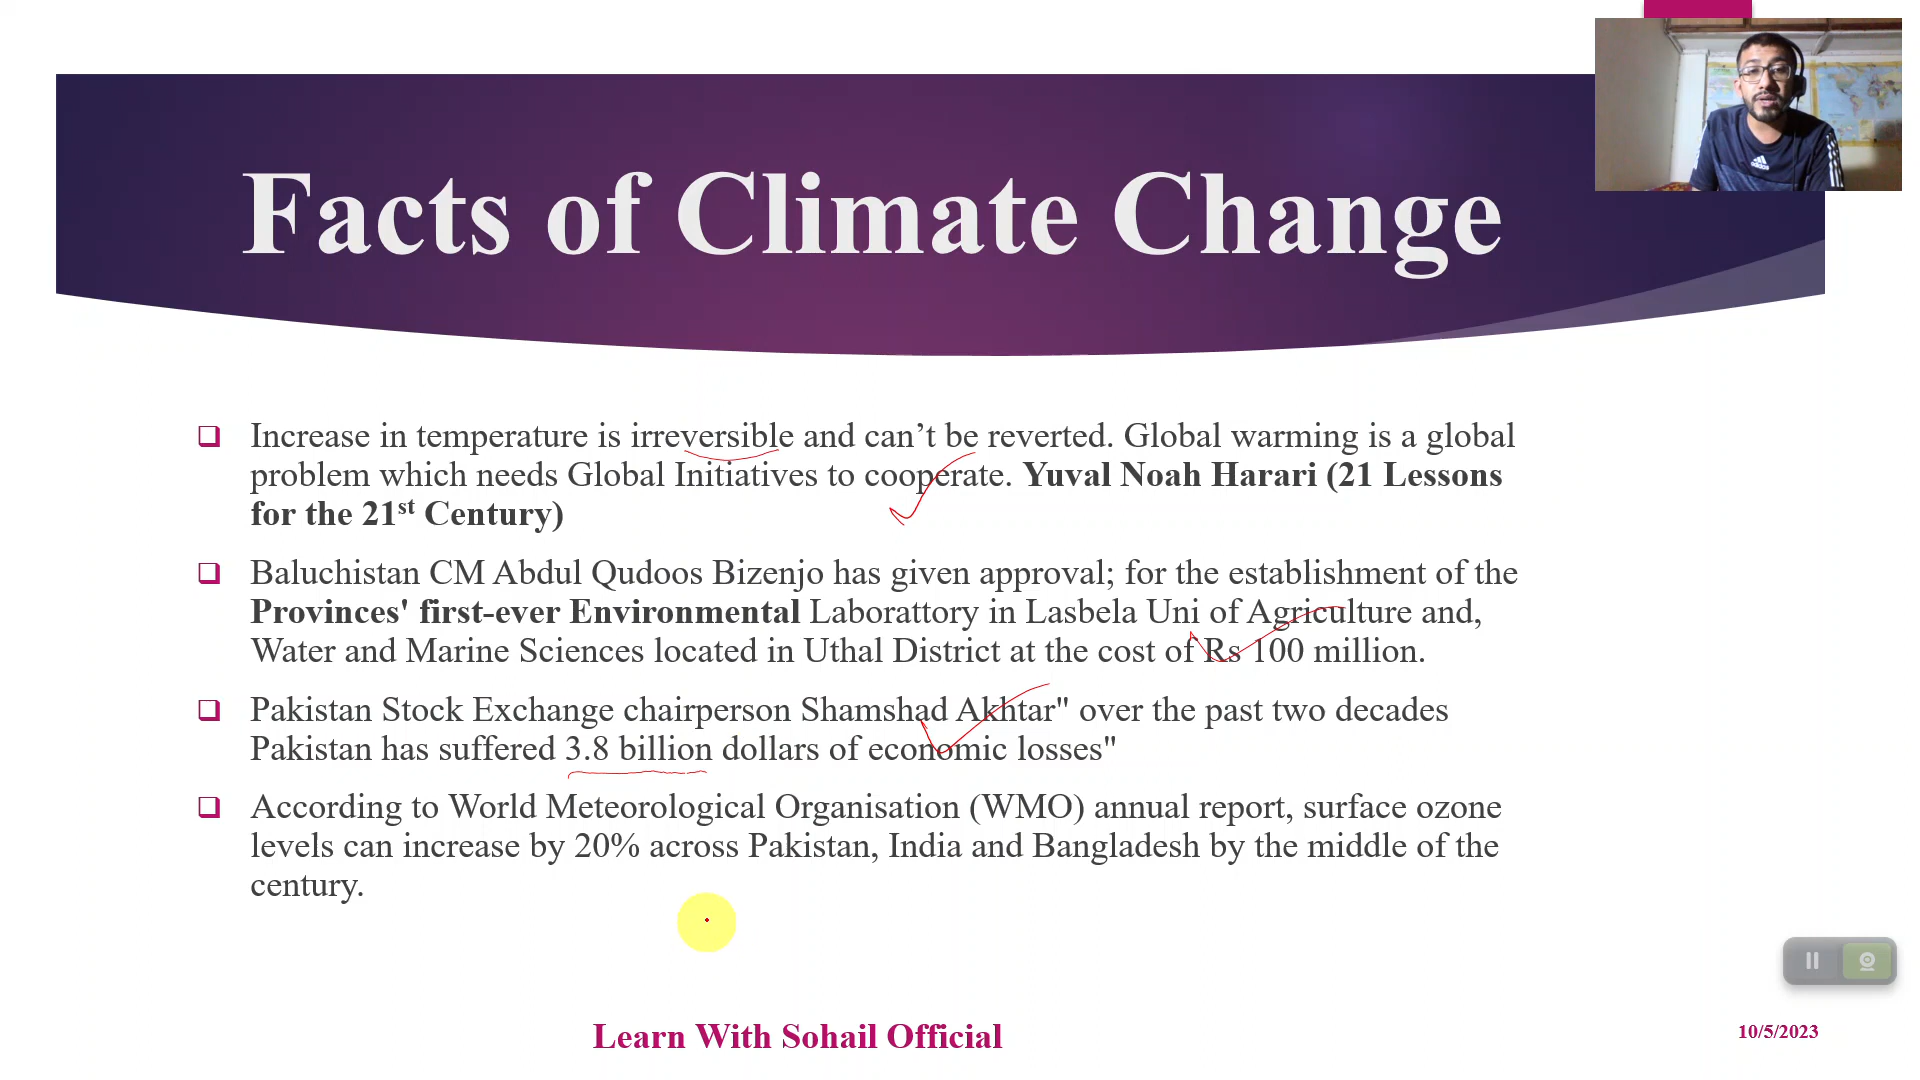 Facts of Climate Change
Increase in temperature is irreversible and can’t be reverted. Global warming is a global
problem which needs Global Initiatives to cooperate. Yuval Noah Harari (21 Lessons
for the 21st Century)
Baluchistan CM Abdul Qudoos Bizenjo has given approval; for the establishment of the
Provinces' first-ever Environmental Laborattory in Lasbela Uni of Agriculture and,
Water and Marine Sciences located in Uthal District at the cost of Rs 100 million.
Pakistan Stock Exchange chairperson Shamshad Akhtar" over the past two decades
Pakistan has suffered 3.8 billion dollars of economic losses"
According to World Meteorological Organisation (WMO) annual report, surface ozone
levels can increase by 20% across Pakistan, India and Bangladesh by the middle of the
century.
Learn With Sohail Official
10/5/2023
adidas